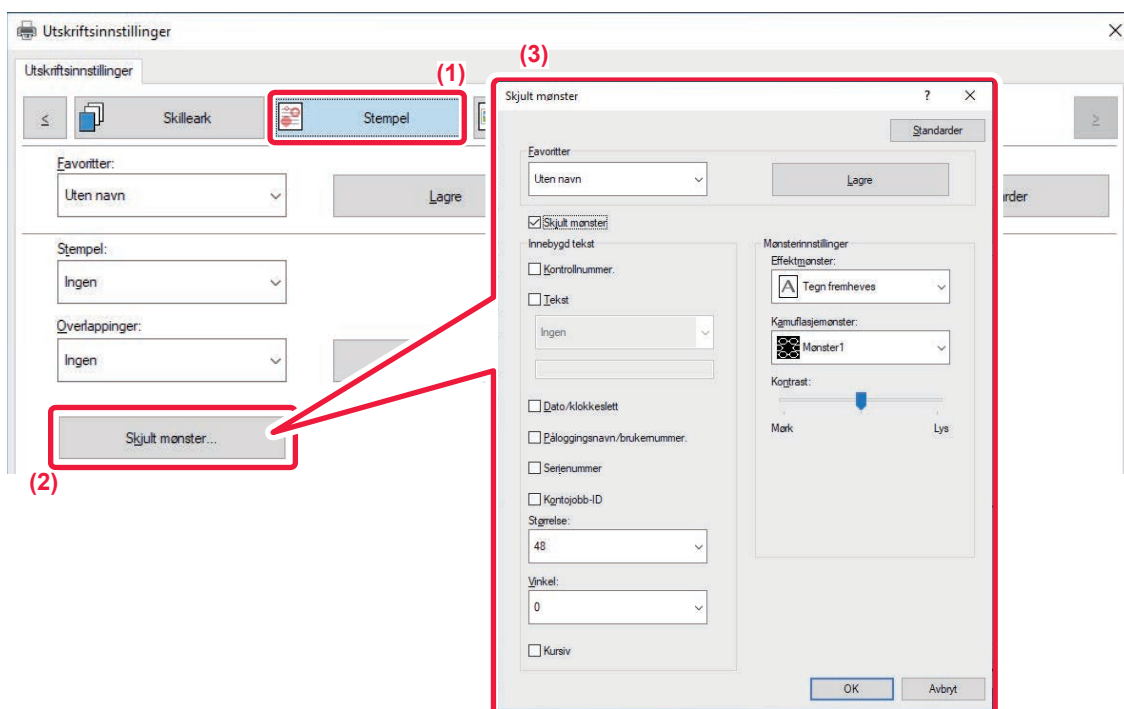 Utskriftsinnstillinger
Utskriftsinnstillinger
(1)
(3)
<
Skilleark
Stempel
>
Favoritter:
Uten navn
Lagre
rder
Stempel:
Ingen
Overlappinger:
Ingen
Skjult mønster...
(2)
Skjult mønster
?
Standarder
Favoritter
Uten navn
Lagre
Skjult mønster
Innebygd tekst
Kontrollnummer.
Tekst
Ingen
Dato/klokkeslett
Påloggingsnavn/brukernummer.
Serienummer
Kontojobb-ID
Størrelse:
48
Vinkel:
0
Kursiv
Mønsterinnstillinger
Effektmønster:
A Tegn fremheves
Kamuflasjemønster:
Mønster1
Kontrast:
Mørk Lys
OK Avbryt